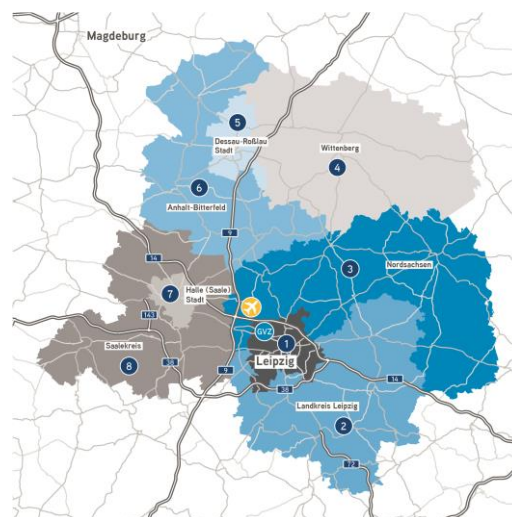 Magdeburg
5
Dessau-Roßlau
Stadt
Wittenberg
4
6
Anhalt-Bitterfeld
9
14
3
Nordsachsen
7
Halle (Saale)
Stadt
143
GVZ
1
Leipzig
Saalekreis
8
38
9
38
14
Landkreis Leipzig
2
72